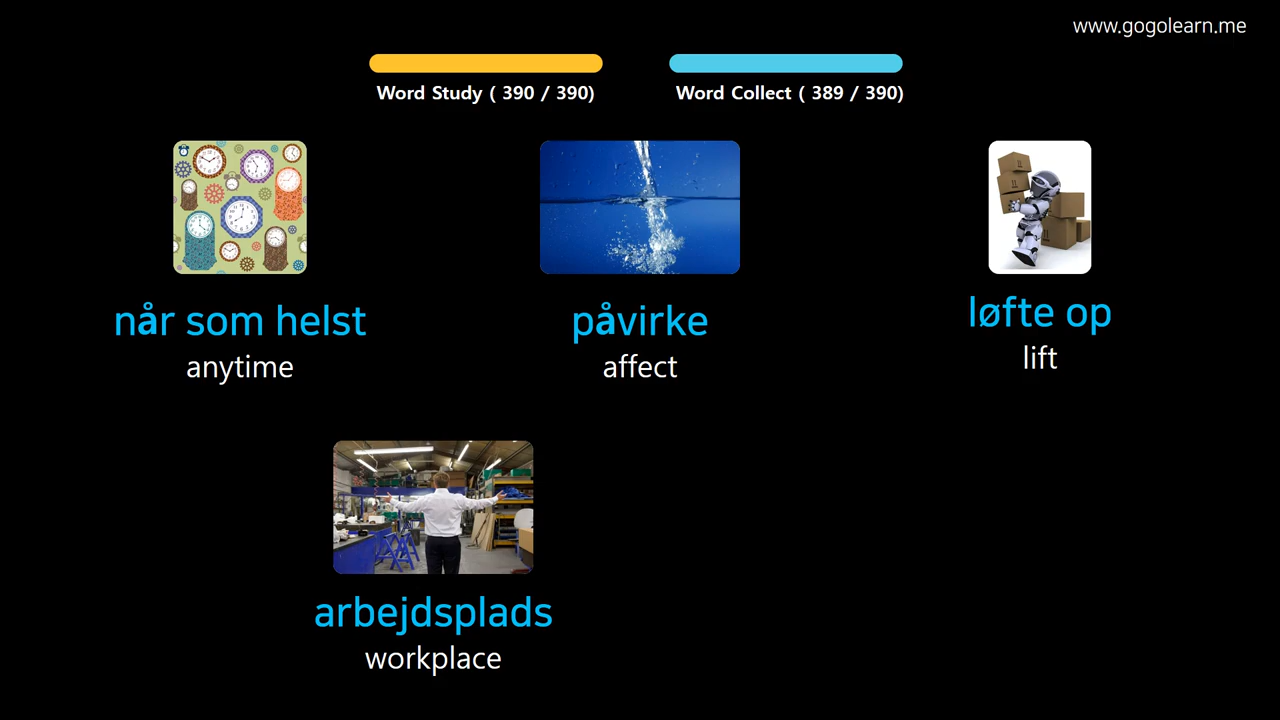 www.gogolearn.me
Word Study ( 390 / 390)
Word Collect ( 389 / 390)
når som helst
anytime
påvirke
affect
løfte op
lift
arbejdsplads
workplace